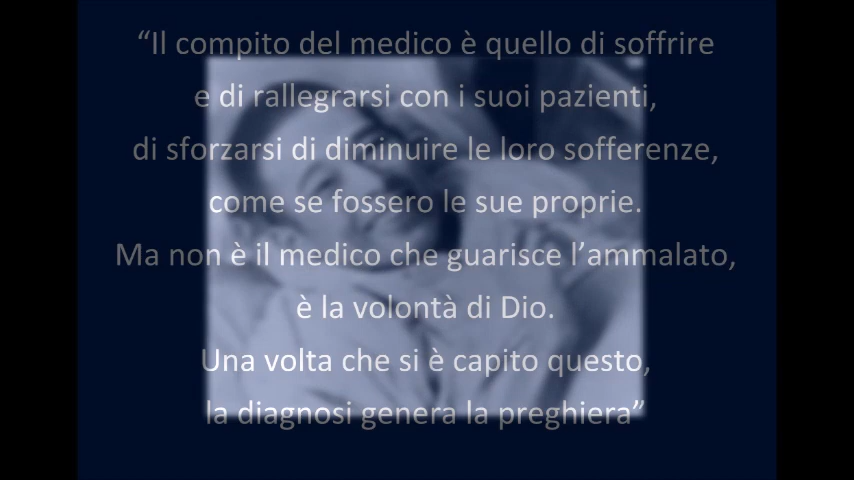 “Il compito del medico è quello di soffrire
e di rallegrarsi con i suoi pazienti,
di sforzarsi di diminuire le loro sofferenze,
come se fossero le sue proprie.
Ma non è il medico che guarisce l’ammalato,
è la volontà di Dio.
Una volta che si è capito questo,
la diagnosi genera la preghiera”